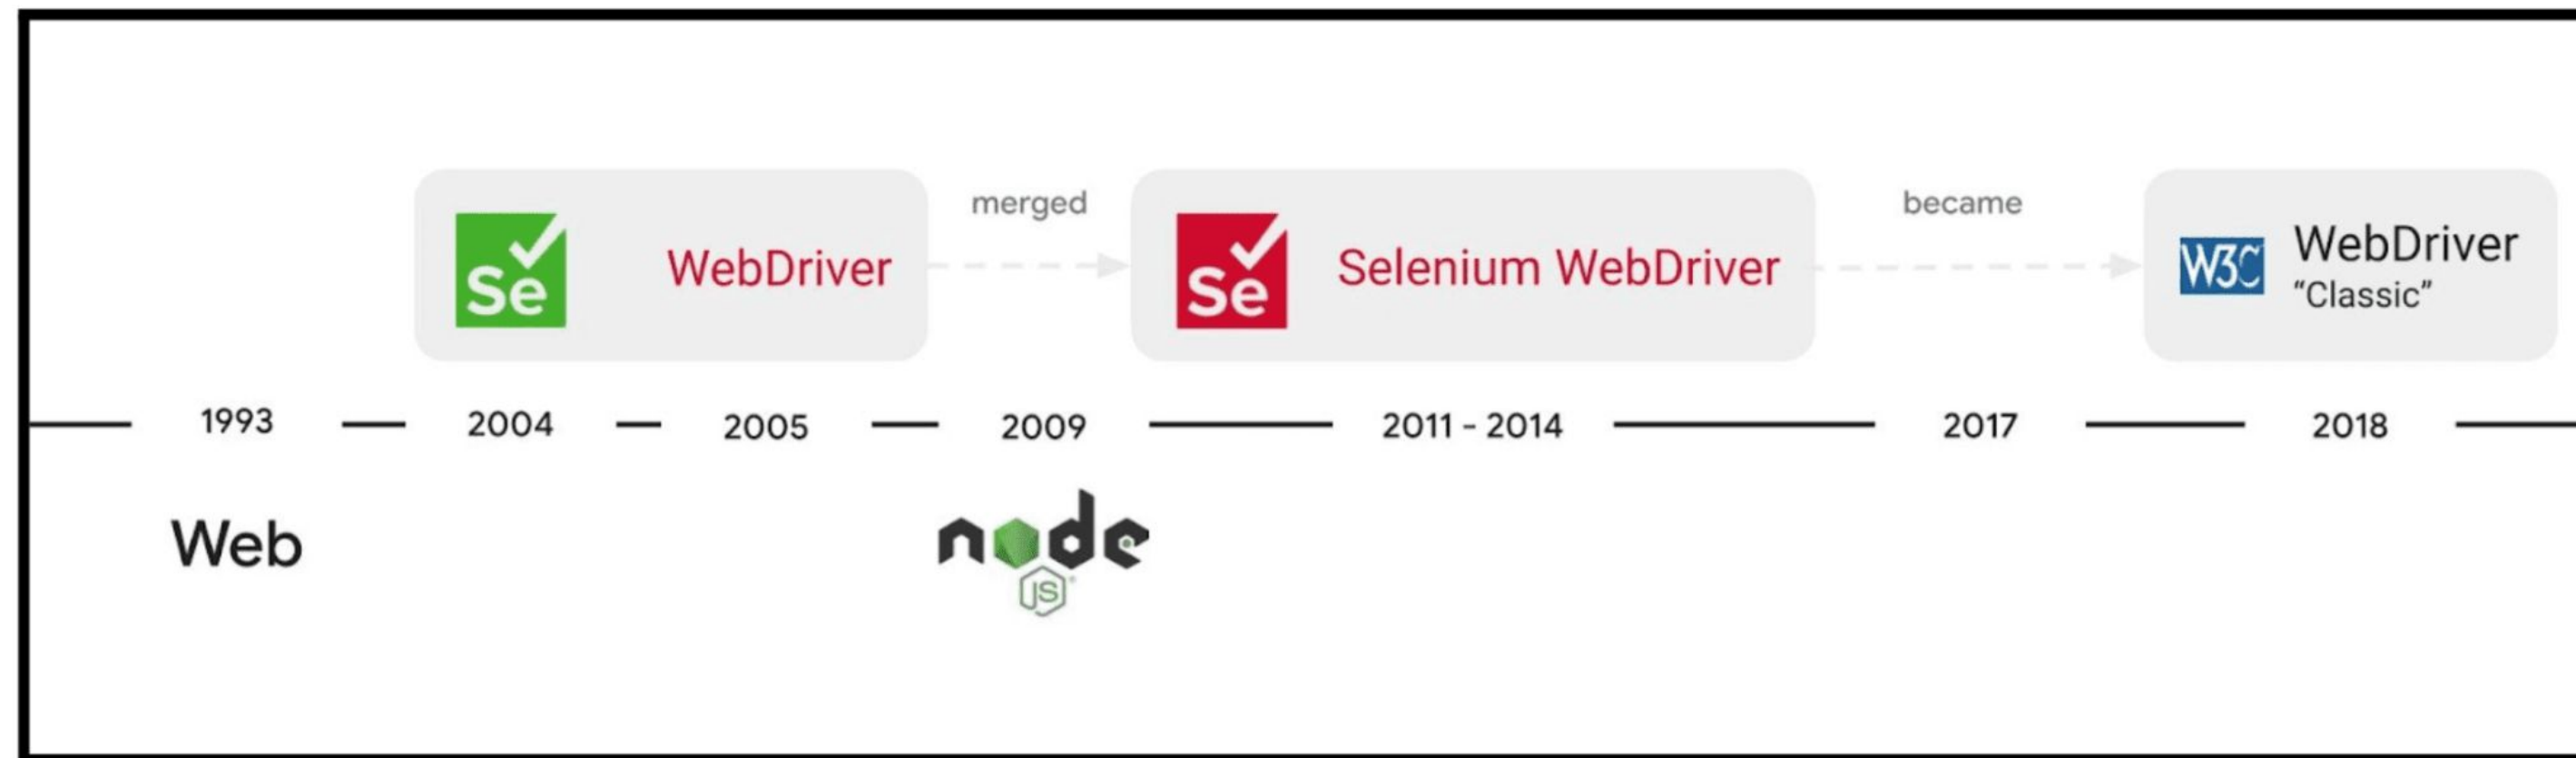 merged
became
Se
WebDriver
Se
Selenium WebDriver
W3C
WebDriver
“Classic”
1993
2004
2005
2009
2011 - 2014
2017
2018
Web
node
JS